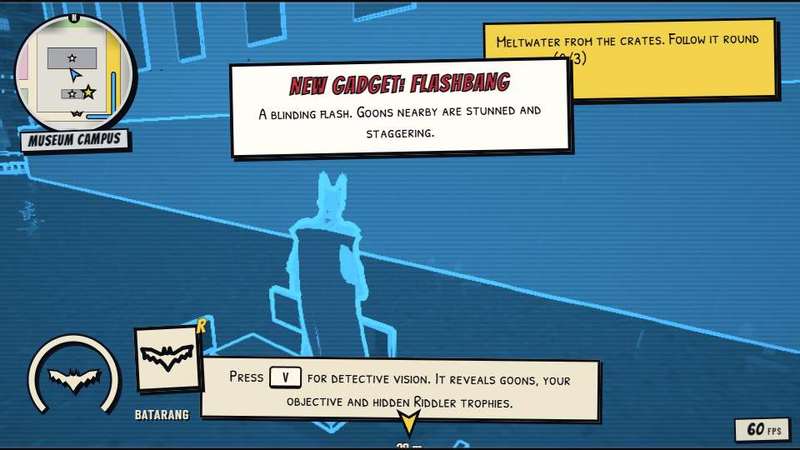 N
MELTWATER FROM THE CRATES. FOLLOW IT ROUND
/3)
NEW GADGET: FLASHBANG
A BLINDING FLASH. GOONS NEARBY ARE STUNNED AND
STAGGERING.
MUSEUM CAMPUS
R
BATARANG
PRESS V FOR DETECTIVE VISION. IT REVEALS GOONS, YOUR
OBJECTIVE AND HIDDEN RIDDLER TROPHIES.
60 FPS